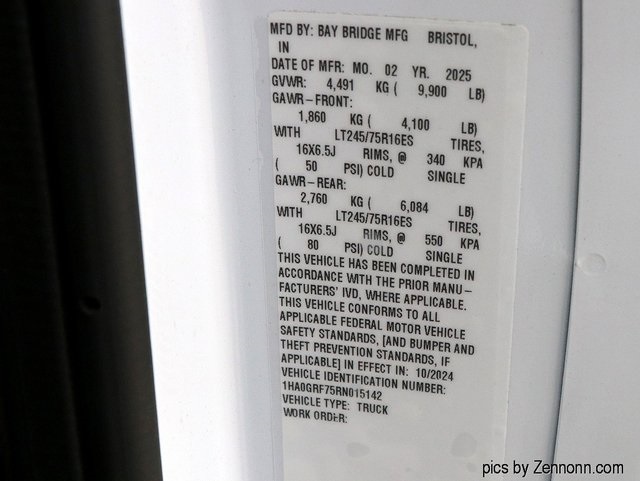 MFD BY: BAY BRIDGE MFG BRISTOL,
IN
DATE OF MFR: MO. 02 YR. 2025
GVWR: 4,491 KG ( 9,900 LB)
GAWR-FRONT:
1,860 KG ( 4,100 LB)
WITH LT245/75R16ES TIRES,
16X6.5J RIMS, @ 340 KPA
( 50 PSI) COLD SINGLE
GAWR-REAR:
2,760 KG ( 6,084 LB)
WITH LT245/75R16ES TIRES,
16X6.5J RIMS, @ 550 KPA
( 80 PSI) COLD SINGLE
THIS VEHICLE HAS BEEN COMPLETED IN
ACCORDANCE WITH THE PRIOR MANU-
FACTURERS' IVD, WHERE APPLICABLE.
THIS VEHICLE CONFORMS TO ALL
APPLICABLE FEDERAL MOTOR VEHICLE
SAFETY STANDARDS, [AND BUMPER AND
THEFT PREVENTION STANDARDS, IF
APPLICABLE] IN EFFECT IN: 10/2024
VEHICLE IDENTIFICATION NUMBER:
1HA0GRF75RN015142
VEHICLE TYPE: TRUCK
WORK ORDER:
pics by Zennonn.com